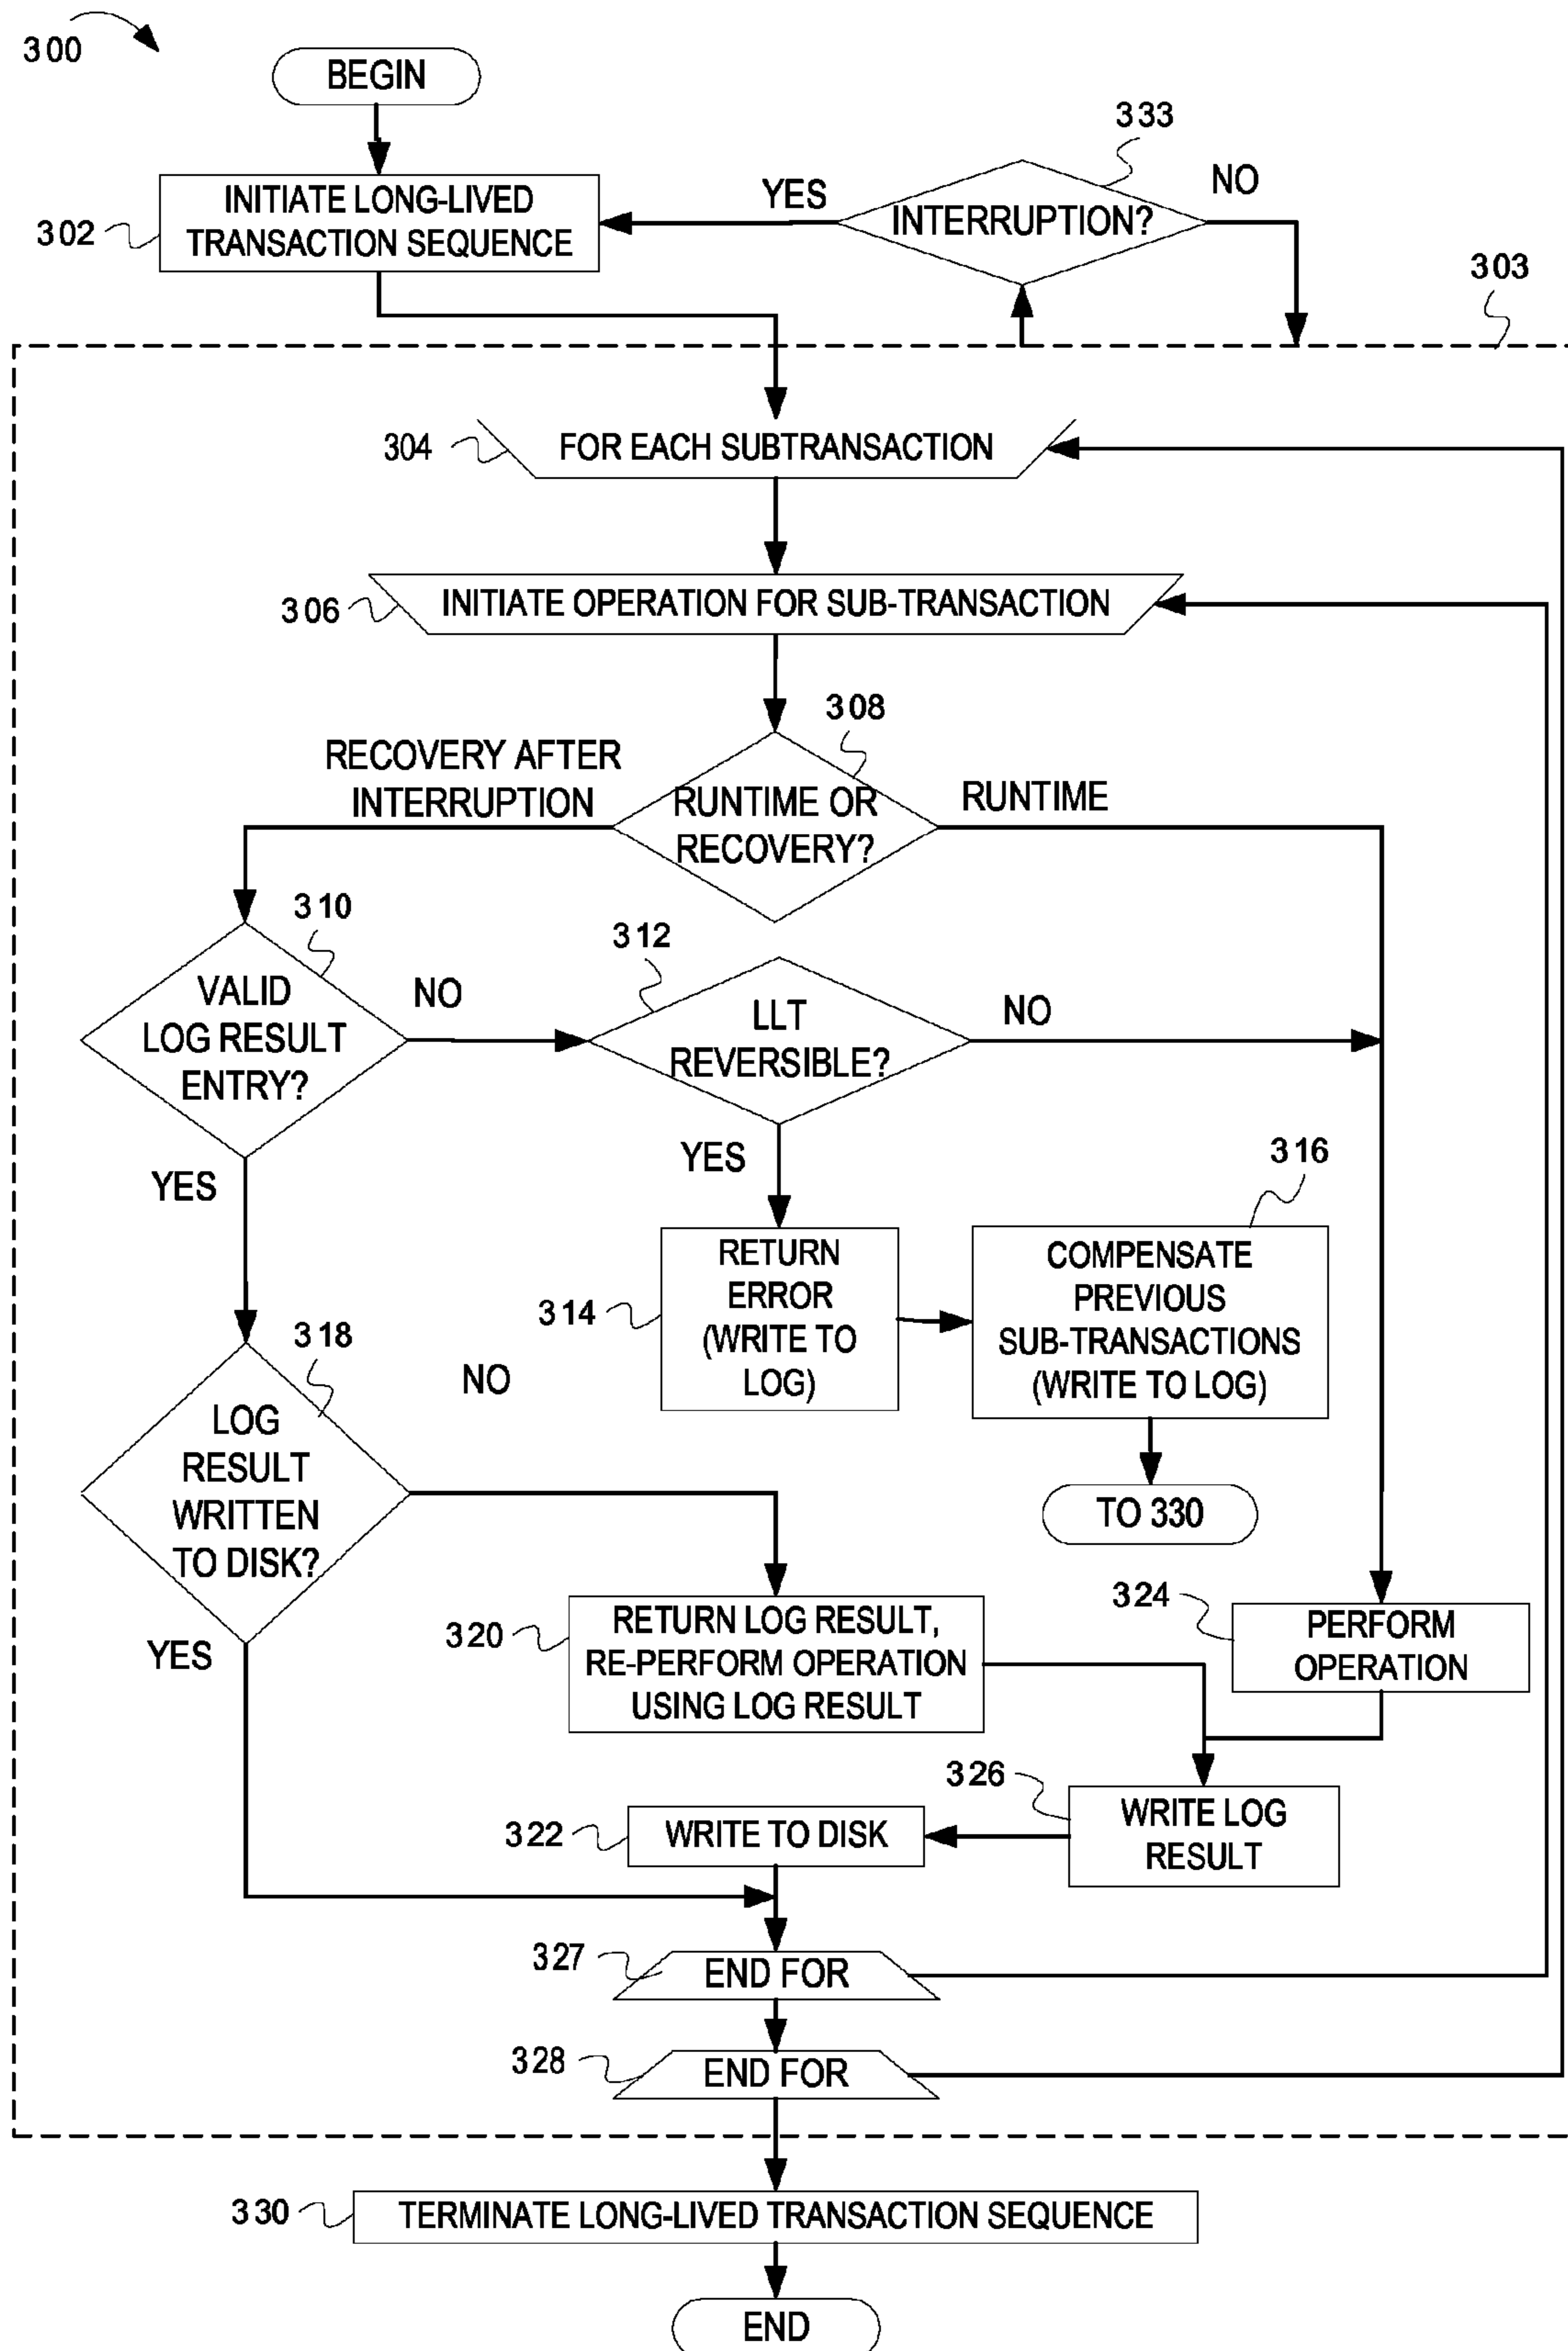 300
BEGIN
333
YES
NO
INTERRUPTION?
302
INITIATE LONG-LIVED
TRANSACTION SEQUENCE
303
304
FOR EACH SUBTRANSACTION
306
INITIATE OPERATION FOR SUB-TRANSACTION
308
RECOVERY AFTER
INTERRUPTION
RUNTIME OR
RECOVERY?
RUNTIME
310
VALID
LOG RESULT
ENTRY?
NO
312
LLT
REVERSIBLE?
NO
YES
YES
316
314
RETURN
ERROR
(WRITE TO
LOG)
COMPENSATE
PREVIOUS
SUB-TRANSACTIONS
(WRITE TO LOG)
318
NO
LOG
RESULT
WRITTEN
TO DISK?
TO 330
YES
320
RETURN LOG RESULT,
RE-PERFORM OPERATION
USING LOG RESULT
324
PERFORM
OPERATION
326
WRITE LOG
RESULT
322
WRITE TO DISK
327
END FOR
328
END FOR
330
TERMINATE LONG-LIVED TRANSACTION SEQUENCE
END